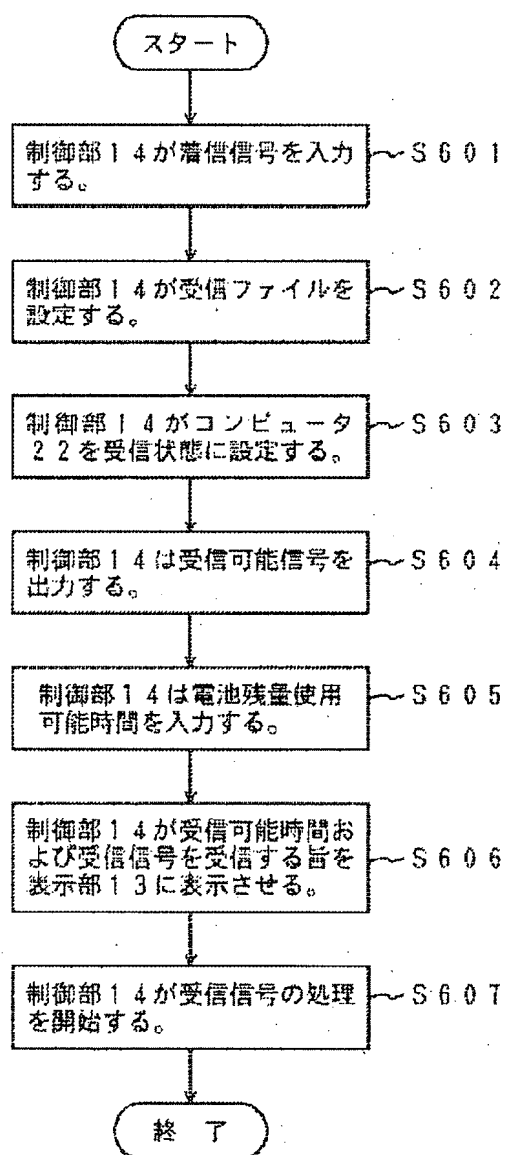 スタート
制御部14が着信信号を入力
する。
S601
制御部14が受信ファイルを
設定する。
S602
制御部14がコンピュータ
22を受信状態に設定する。
S603
制御部14は受信可能信号を
出力する。
S604
制御部14は電池残量使用
可能時間を入力する。
S605
制御部14が受信可能時間お
よび受信信号を受信する旨を
表示部13に表示させる。
S606
制御部14が受信信号の処理
を開始する。
S607
終了